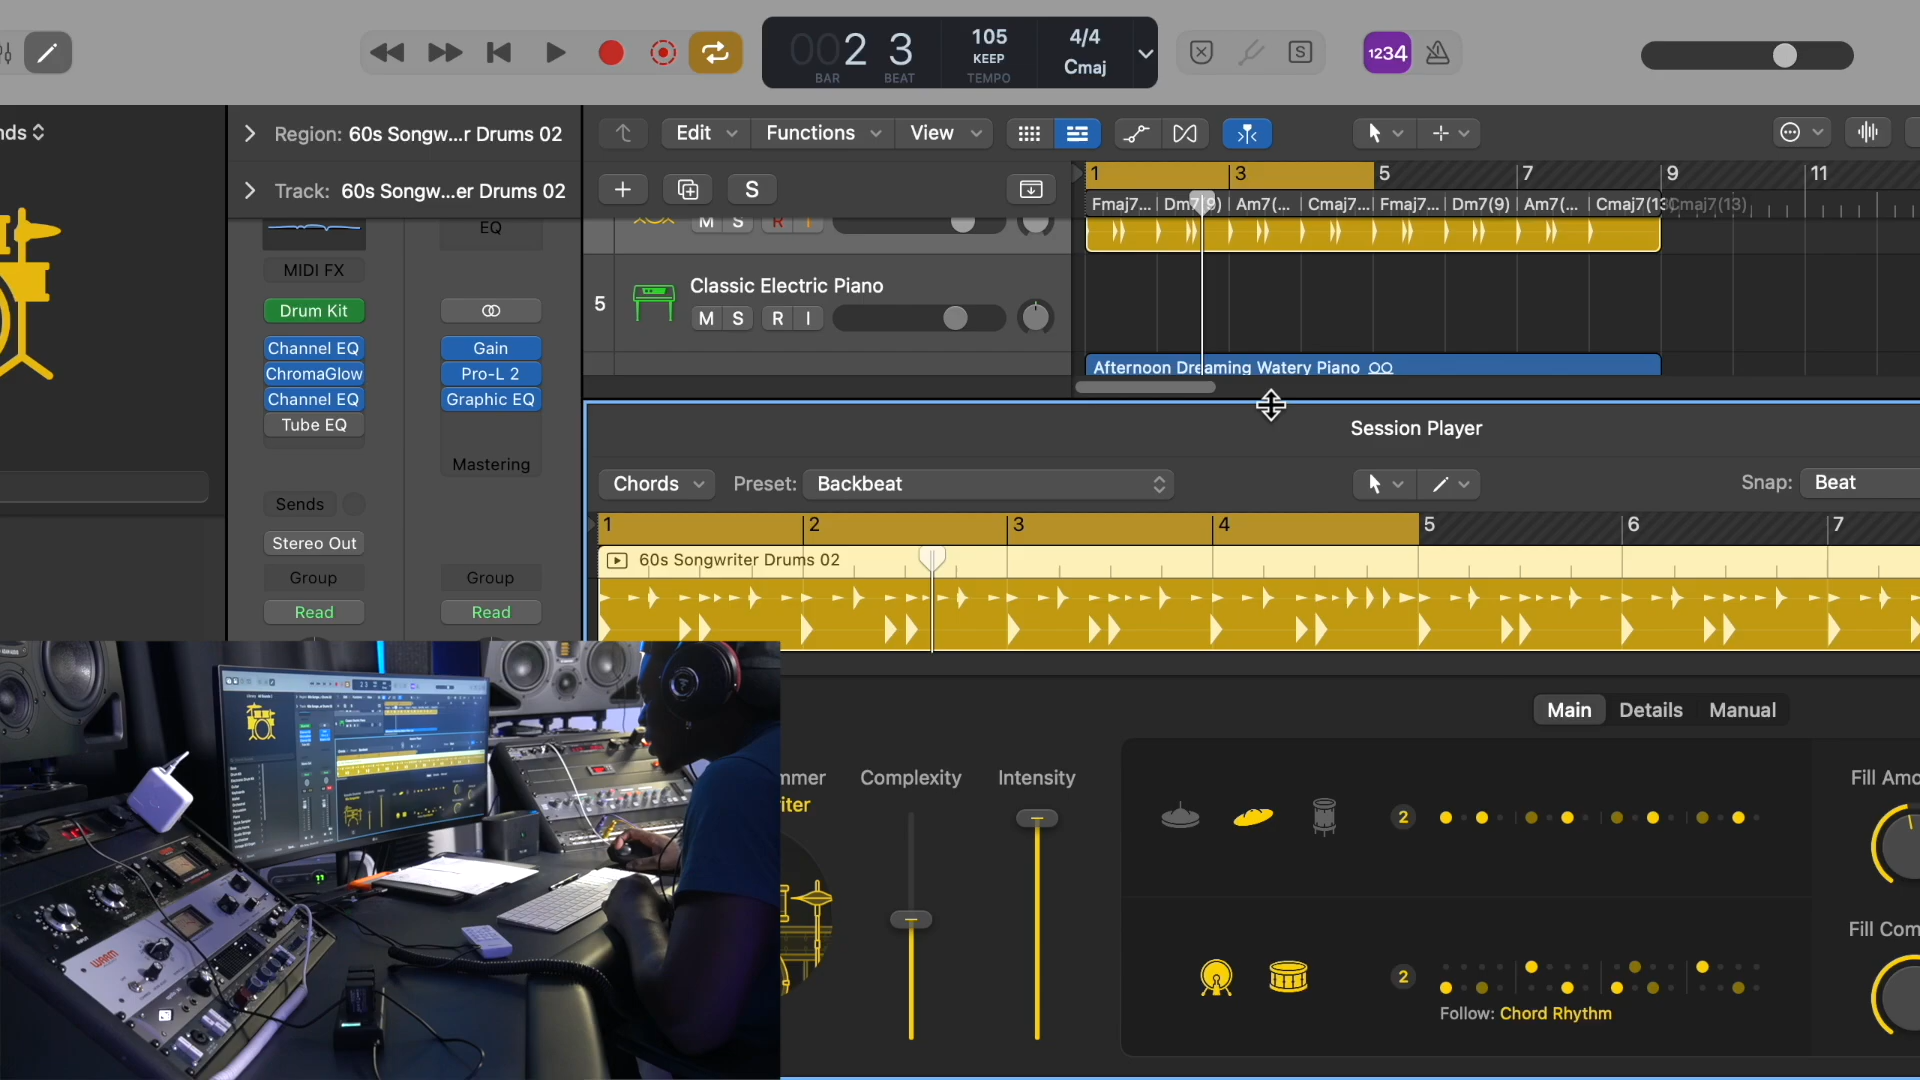 002 3
BAR BEAT
105
KEEP
TEMPO
4/4
Cmaj
S
1234
nds
Region: 60s Songw...r Drums 02
Track: 60s Songw...er Drums 02
Edit Functions View
S
1 3 5 7 9 11
Fmaj7... Dm7(9) Am7(... Cmaj7... Fmaj7... Dm7(9) Am7(... Cmaj7(13) Cmaj7(13)
M S R I
EQ
MIDI FX
Drum Kit
Channel EQ Gain
ChromaGlow Pro-L 2
Channel EQ Graphic EQ
Tube EQ
Mastering
Sends
Stereo Out
Group Group
Read Read
5
Classic Electric Piano
M S R I
Afternoon Dreaming Watery Piano
Session Player
Chords Preset: Backbeat
Snap: Beat
1 2 3 4 5 6 7
60s Songwriter Drums 02
Main Details Manual
mmer
iter
Complexity Intensity
2
Fill Amo
2
Follow: Chord Rhythm
Fill Com
WARM